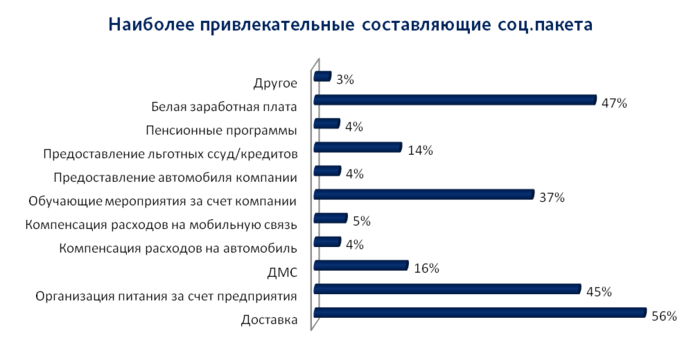 Наиболее привлекательные составляющие соц.пакета
Другое 3%
Белая заработная плата 47%
Пенсионные программы 4%
Предоставление льготных ссуд/кредитов 14%
Предоставление автомобиля компании 4%
Обучающие мероприятия за счет компании 37%
Компенсация расходов на мобильную связь 5%
Компенсация расходов на автомобиль 4%
ДМС 16%
Организация питания за счет предприятия 45%
Доставка 56%